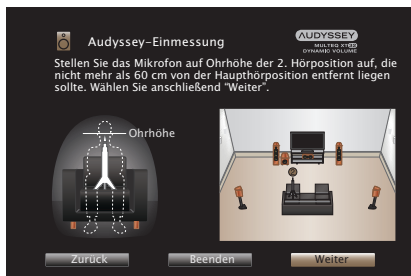 Audyssey-Einmessung
AUDYSSEY
MULTEQ XT32
DYNAMIC VOLUME
Stellen Sie das Mikrofon auf Ohrhöhe der 2. Hörposition auf, die
nicht mehr als 60 cm von der Haupthörposition entfernt liegen
sollte. Wählen Sie anschließend “Weiter”.
Ohrhöhe
Zurück
Beenden
Weiter